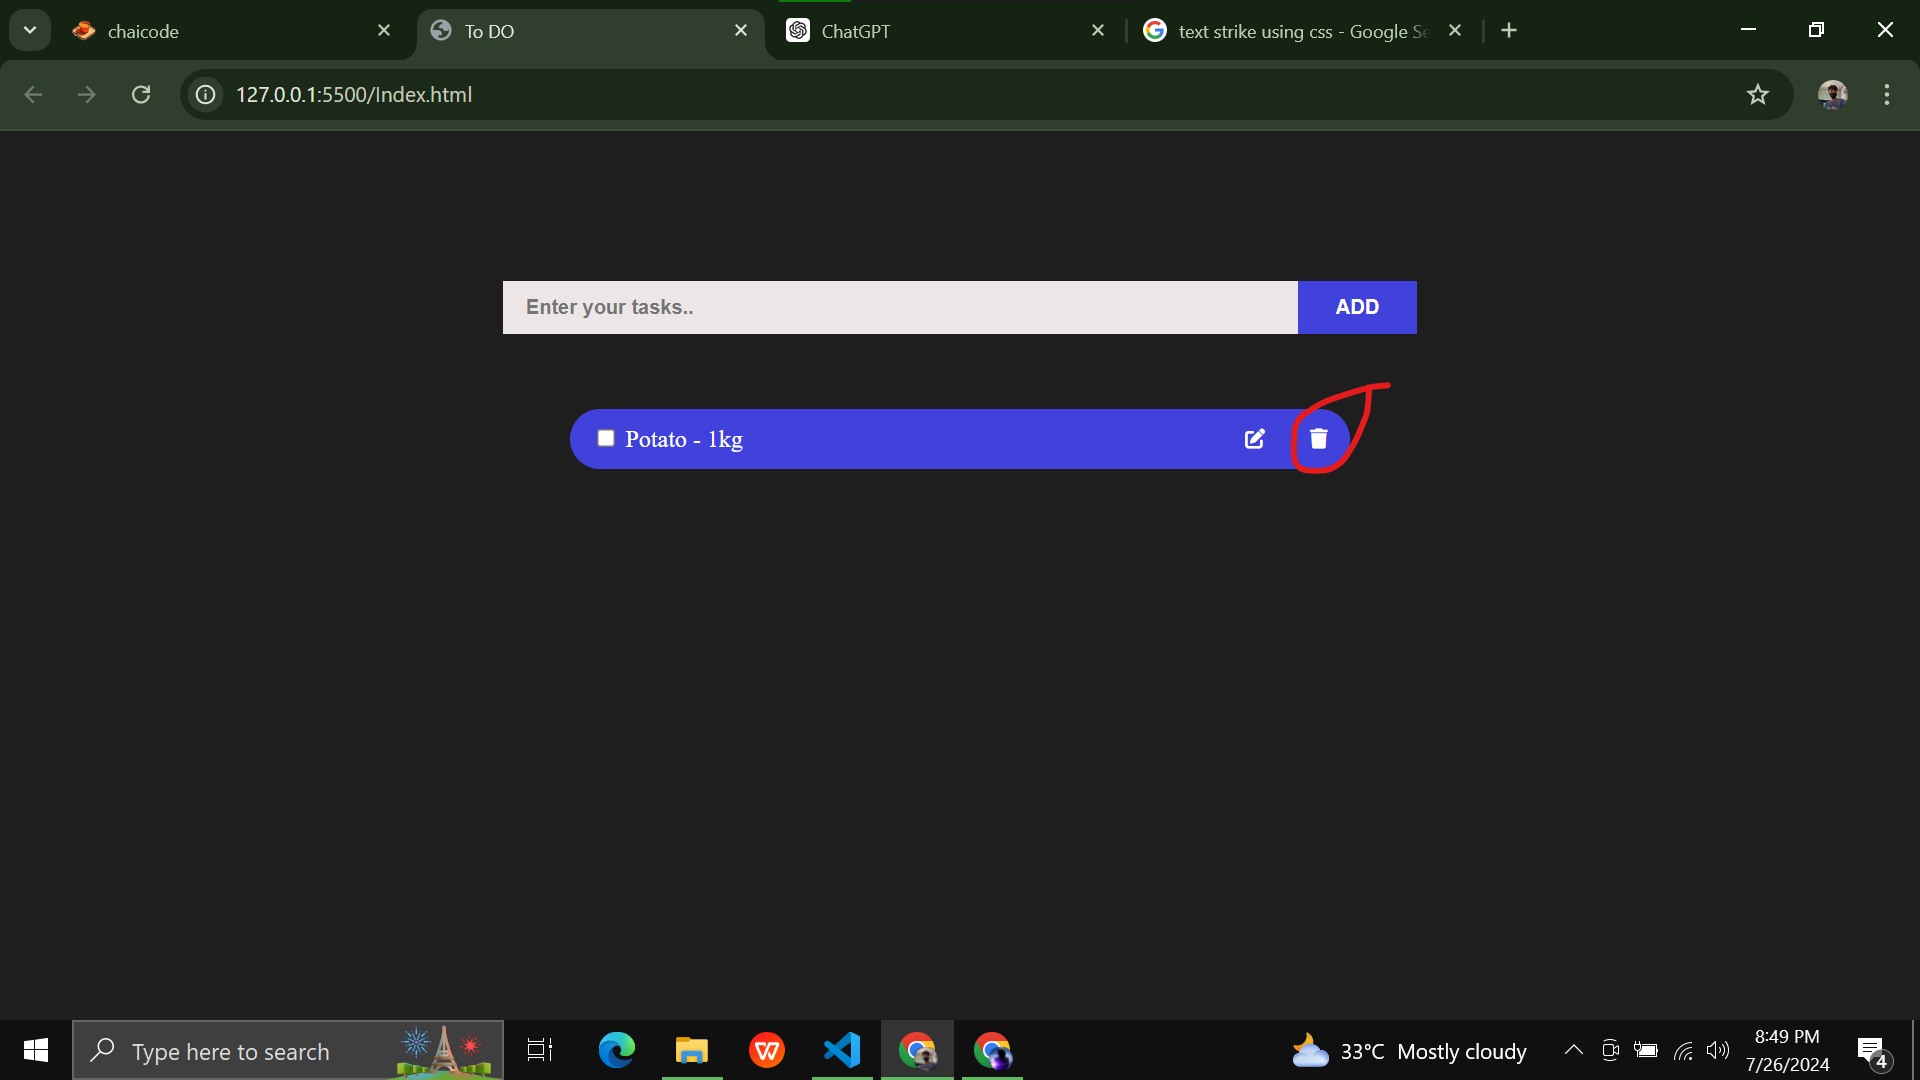 chaicode
To DO
ChatGPT
text strike using css - Google Se
127.0.0.1:5500/Index.html
Enter your tasks..
ADD
Potato - 1kg
Type here to search
33°C Mostly cloudy
8:49 PM
7/26/2024
4